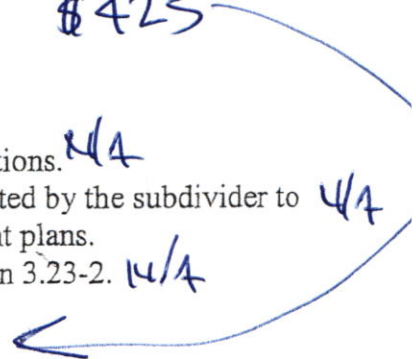 $425
tions. N/A
ted by the subdivider to N/A
t plans.
n 3.23-2. N/A